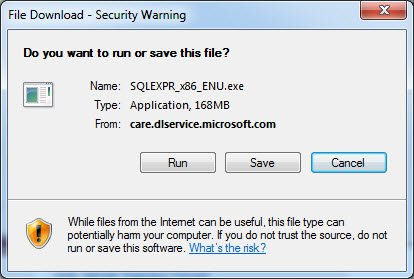 File Download - Security Warning
Do you want to run or save this file?
Name: SQLEXPR_x86_ENU.exe
Type: Application, 168MB
From: care.dlservice.microsoft.com
Run Save Cancel
While files from the Internet can be useful, this file type can
potentially harm your computer. If you do not trust the source, do not
run or save this software. What's the risk?